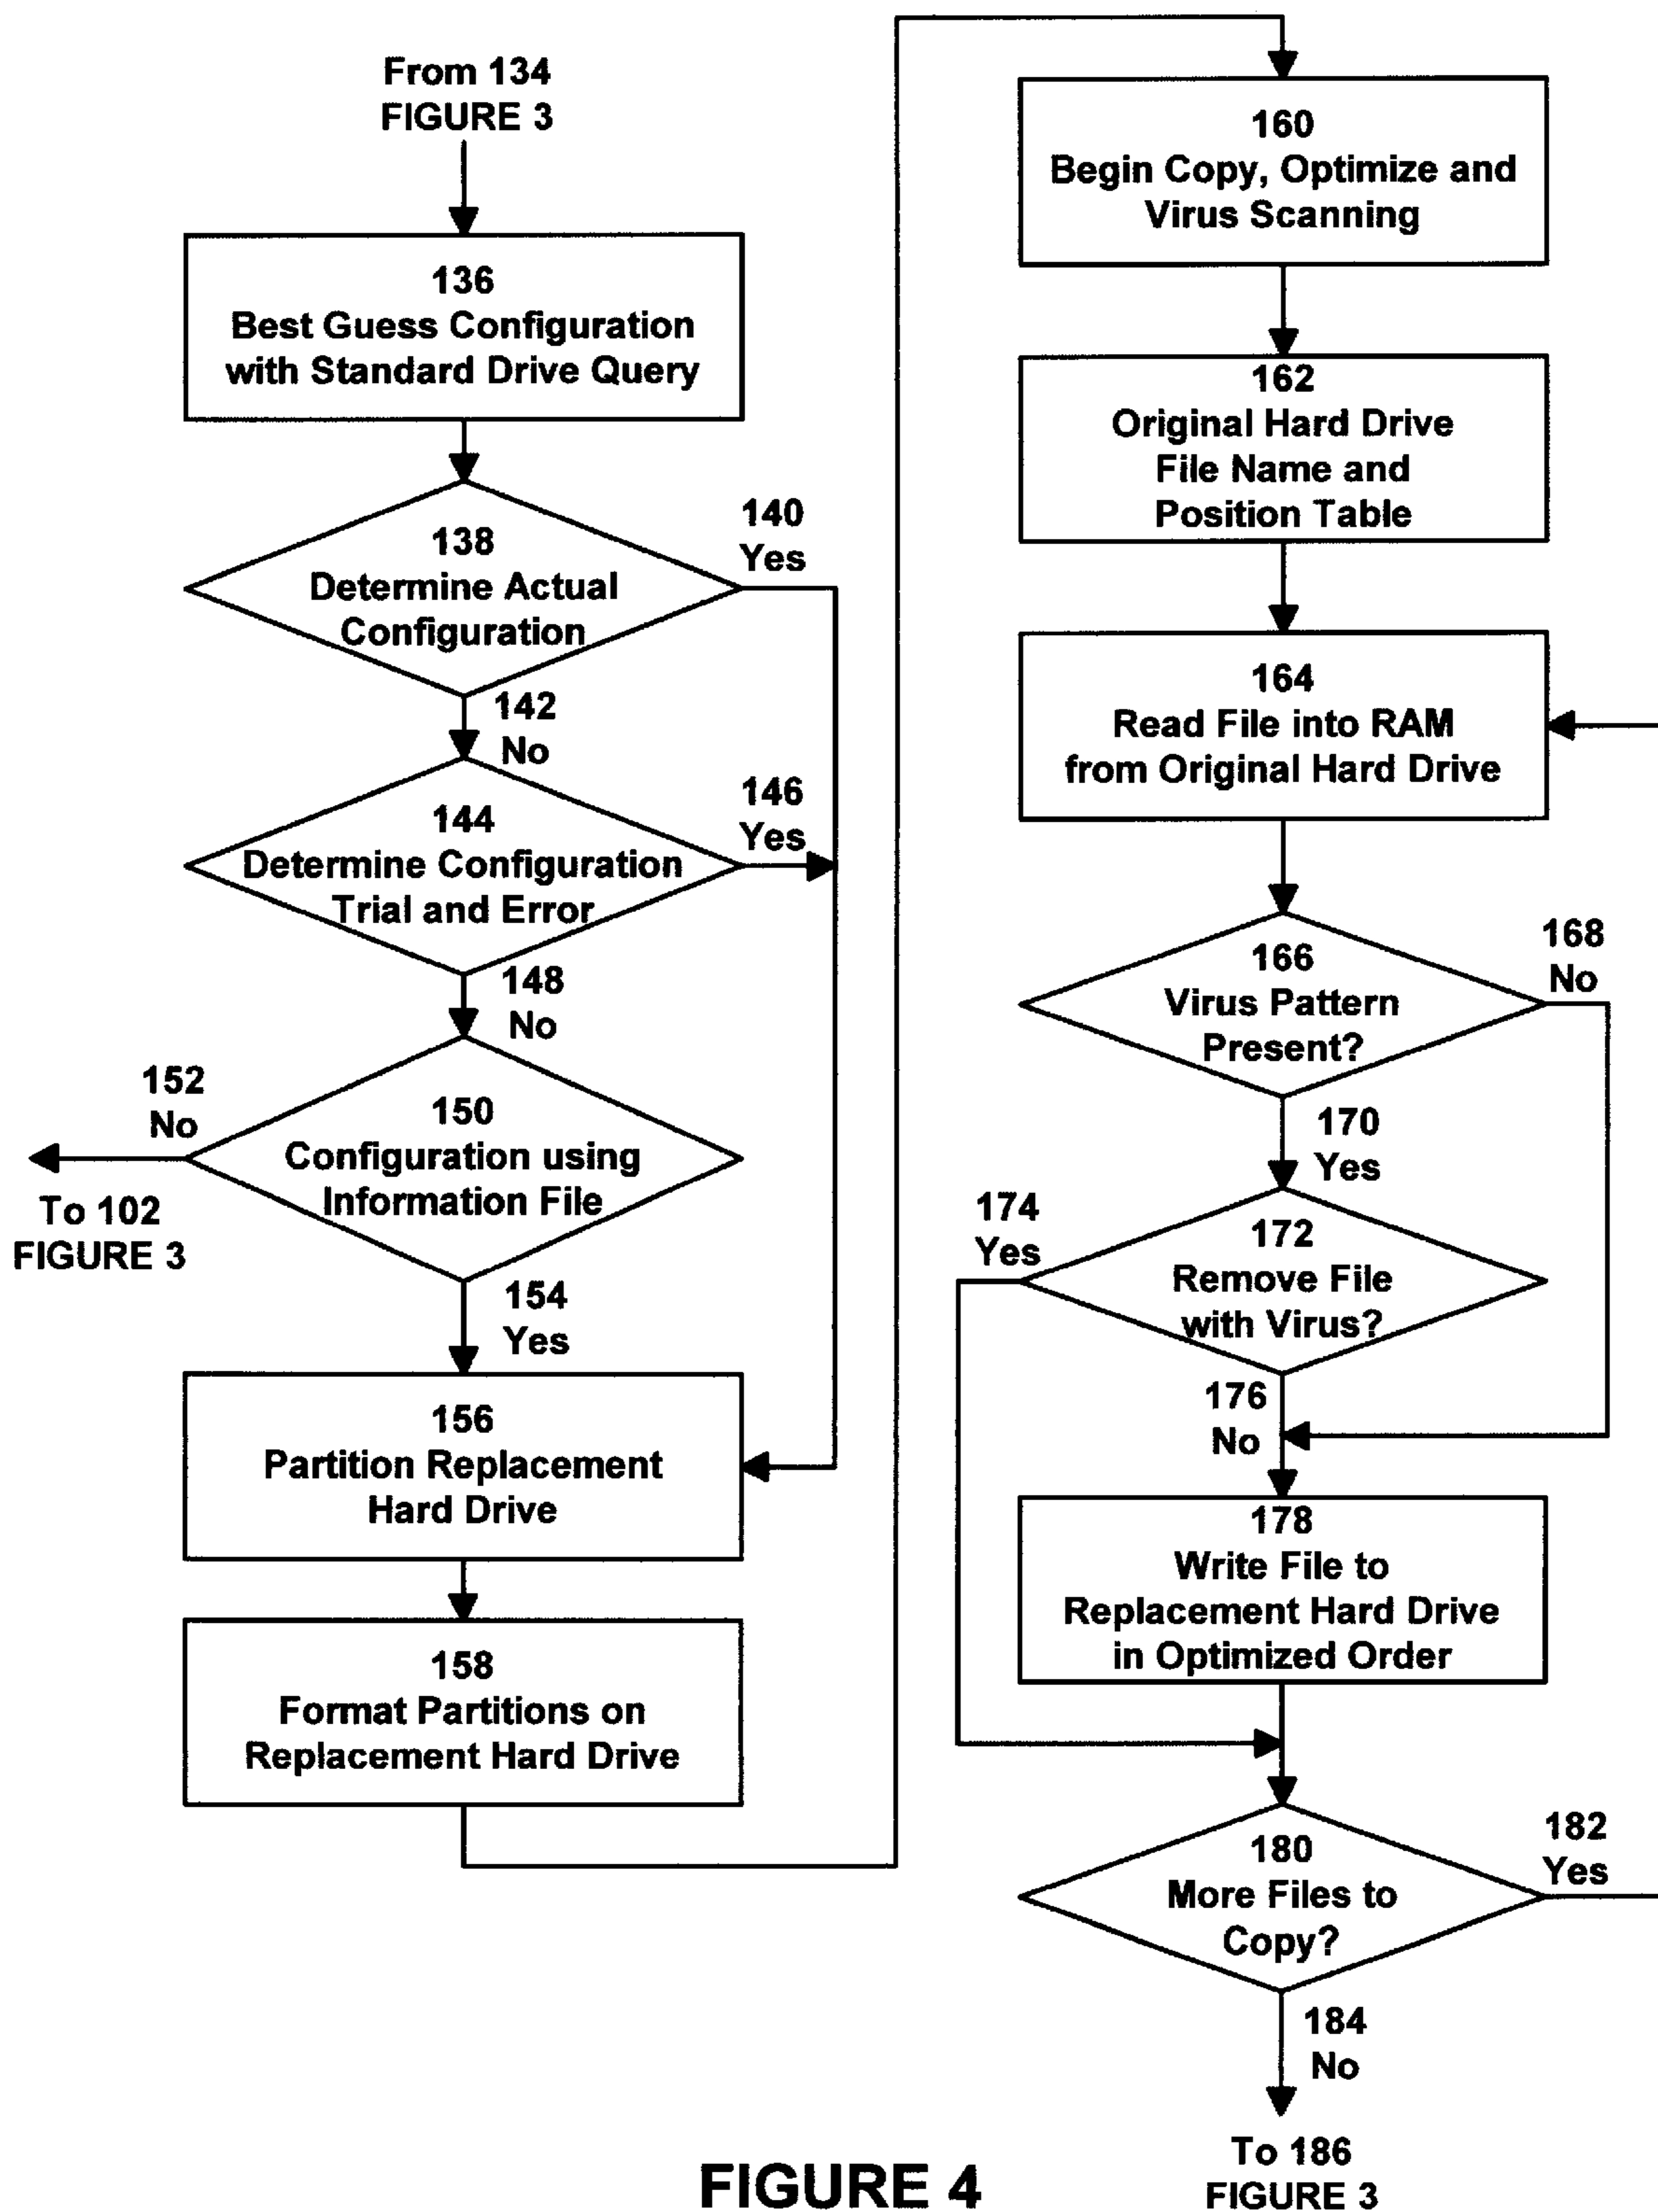 From 134
FIGURE 3
136
Best Guess Configuration
with Standard Drive Query
138
Determine Actual
Configuration
140
Yes
142
No
144
Determine Configuration
Trial and Error
146
Yes
148
No
150
Configuration using
Information File
152
No
To 102
FIGURE 3
154
Yes
156
Partition Replacement
Hard Drive
158
Format Partitions on
Replacement Hard Drive
160
Begin Copy, Optimize and
Virus Scanning
162
Original Hard Drive
File Name and
Position Table
164
Read File into RAM
from Original Hard Drive
166
Virus Pattern
Present?
168
No
170
Yes
172
Remove File
with Virus?
174
Yes
176
No
178
Write File to
Replacement Hard Drive
in Optimized Order
180
More Files to
Copy?
182
Yes
184
No
To 186
FIGURE 3
FIGURE 4